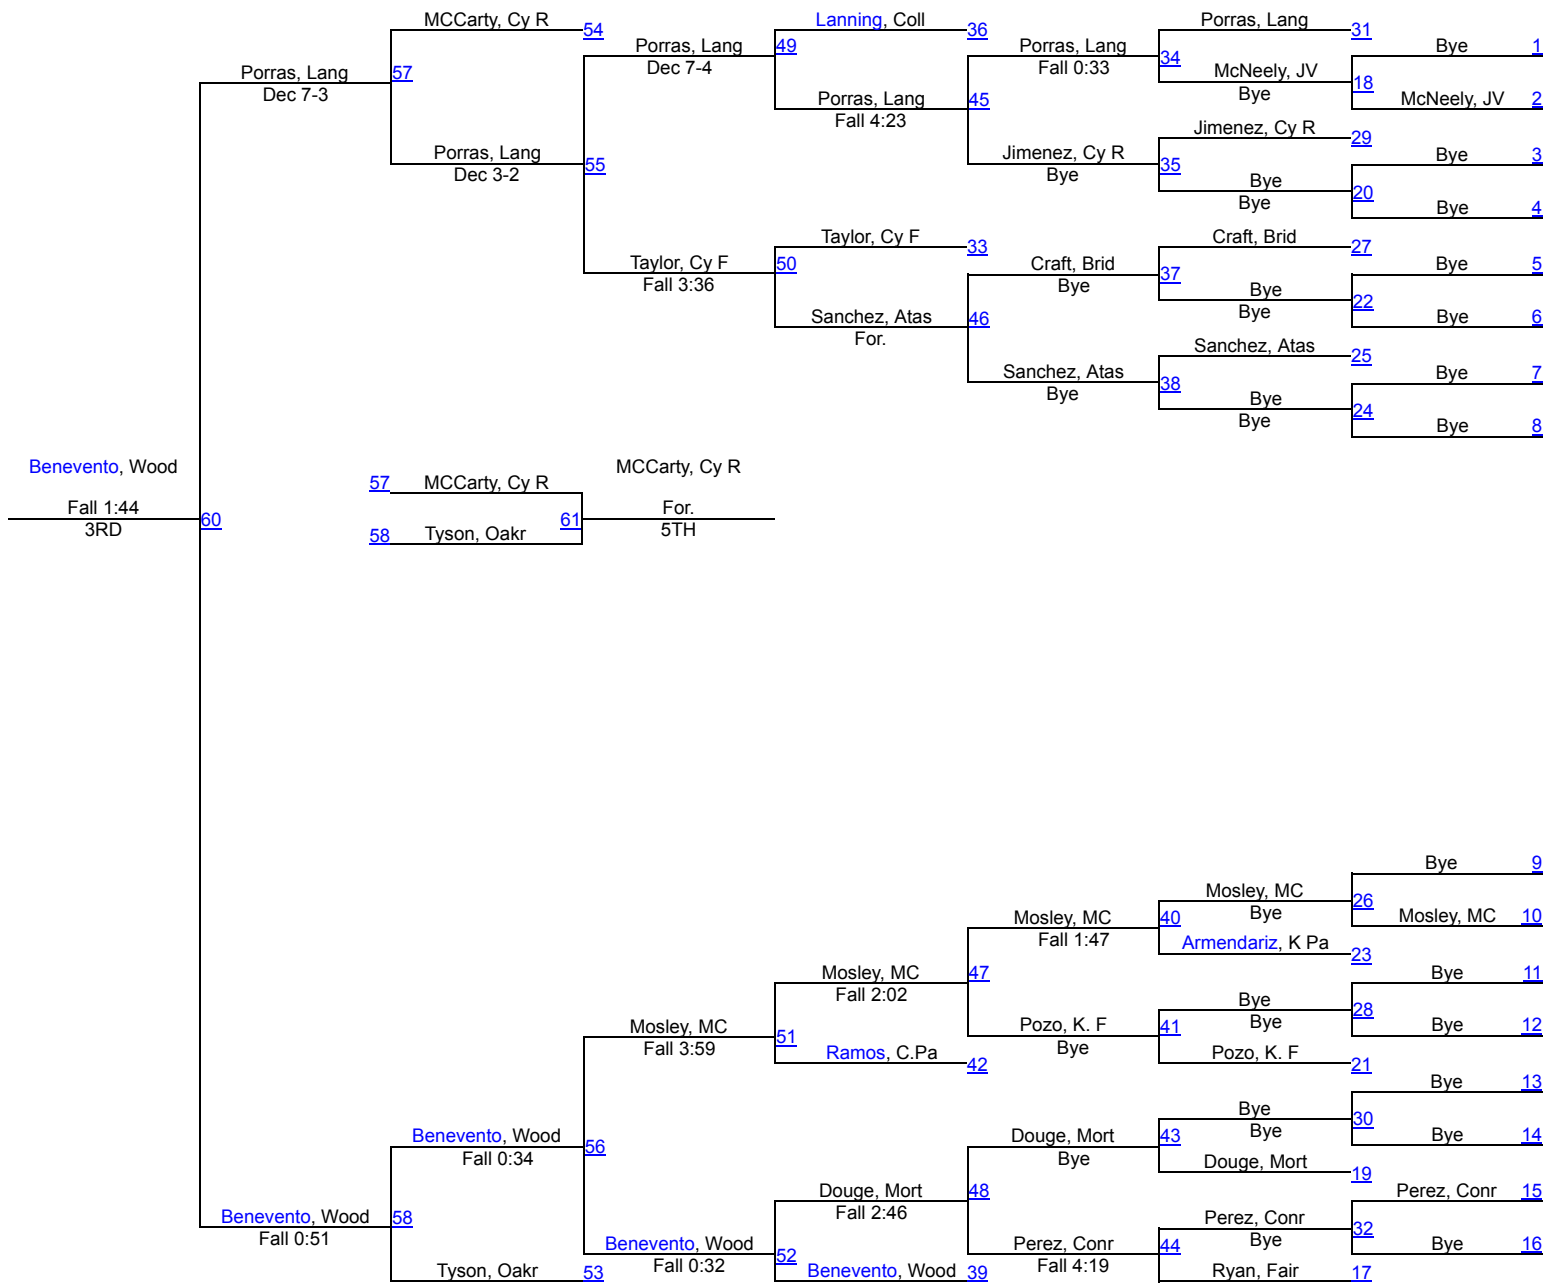 MCCarty, Cy R 54
Lanning, Coll 36
Porras, Lang 31
Porras, Lang 49
Dec 7-4
Porras, Lang 34
Fall 0:33
Bye 1
Porras, Lang 57
Dec 7-3
McNeely, JV 18
Bye
McNeely, JV 2
Porras, Lang 45
Fall 4:23
Jimenez, Cy R 29
Porras, Lang 55
Dec 3-2
Jimenez, Cy R 35
Bye
Bye 3
Bye 20
Bye
Bye 4
Taylor, Cy F 33
Craft, Brid 27
Taylor, Cy F 50
Fall 3:36
Craft, Brid 37
Bye
Bye 5
Bye 22
Bye
Bye 6
Sanchez, Atas 46
For.
Sanchez, Atas 25
Sanchez, Atas 38
Bye
Bye 7
Bye 24
Bye
Bye 8
Benevento, Wood
Fall 1:44
3RD
60
57 MCCarty, Cy R
MCCarty, Cy R
61 For.
5TH
58 Tyson, Oakr
Bye 9
Mosley, MC 26
Bye
Mosley, MC 10
Mosley, MC 40
Fall 1:47
Armendariz, K Pa 23
Mosley, MC 47
Fall 2:02
Bye 11
Bye 28
Bye
Bye 12
Mosley, MC 51
Fall 3:59
Pozo, K. F 41
Bye
Ramos, C.Pa 42
Pozo, K. F 21
Bye 13
Bye 30
Bye
Bye 14
Benevento, Wood 56
Fall 0:34
Douge, Mort 43
Bye
Douge, Mort 19
Douge, Mort 48
Fall 2:46
Perez, Conr 15
Benevento, Wood 58
Fall 0:51
Perez, Conr 32
Bye
Bye 16
Benevento, Wood 52
Fall 0:32
Perez, Conr 44
Fall 4:19
Tyson, Oakr 53
Benevento, Wood 39
Ryan, Fair 17